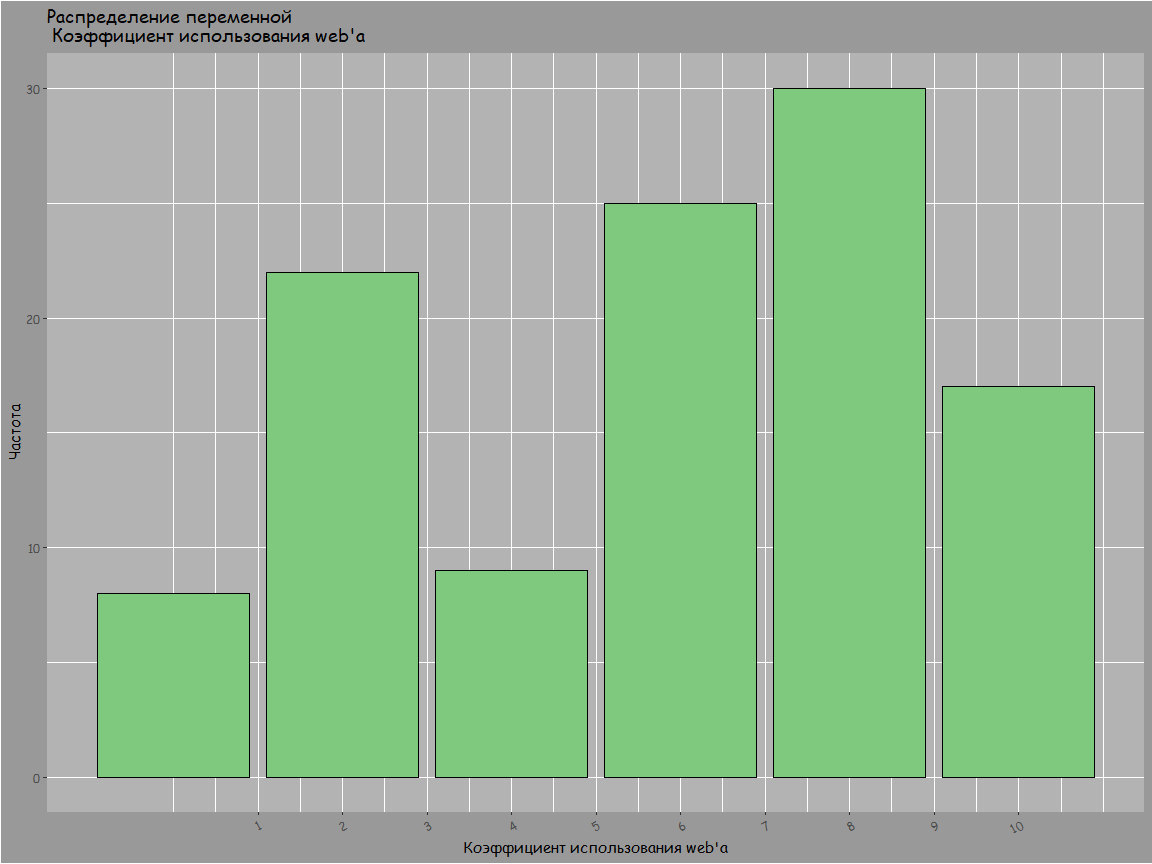 Распределение переменной
Коэффициент использования web'а
30
20
10
0
Частота
1 2 3 4 5 6 7 8 9 10
Коэффициент использования web'а